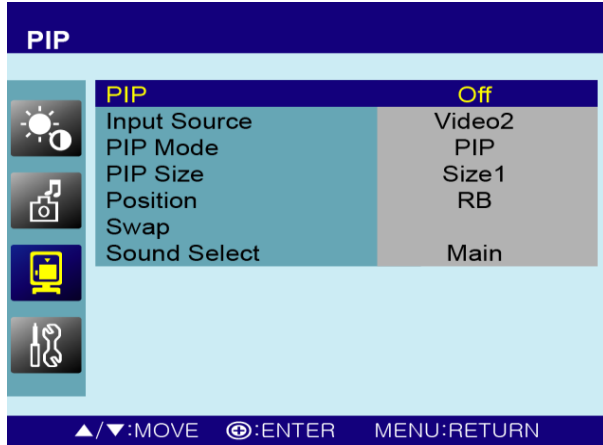 PIP
PIP Off
Input Source Video2
PIP Mode PIP
PIP Size Size1
Position RB
Swap
Sound Select Main
▲/▼:MOVE ⊕:ENTER MENU:RETURN